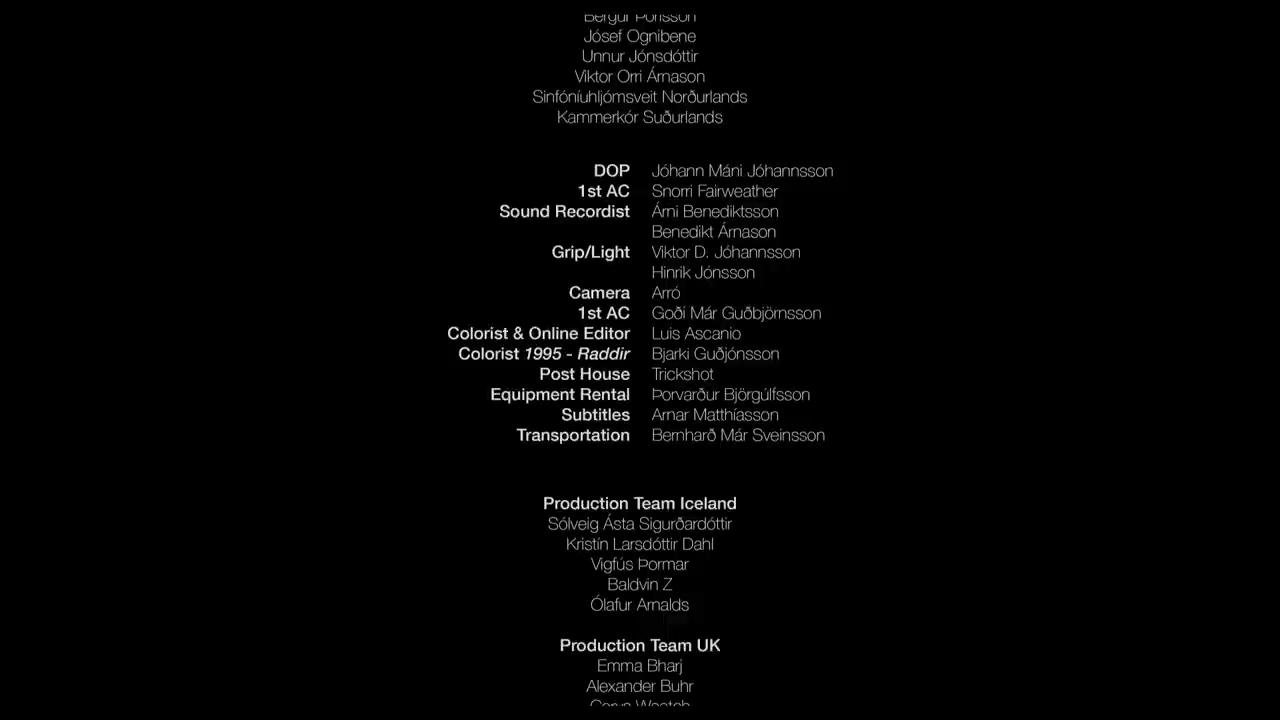 Jósef Ognibene
Unnur Jónsdóttir
Viktor Orri Árnason
Sinfóníuhljómsveit Norðurlands
Kammerkór Suðurlands
DOP Jóhann Máni Jóhannsson
1st AC Snorri Fairweather
Sound Recordist Árni Benediktsson
Benedikt Árnason
Grip/Light Viktor D. Jóhannsson
Hinrik Jónsson
Camera Arró
1st AC Goði Már Guðbjörnsson
Colorist & Online Editor Luis Ascanio
Colorist 1995 - Raddir Bjarki Guðjónsson
Post House Trickshot
Equipment Rental Þorvarður Björgúlfsson
Subtitles Arnar Matthíasson
Transportation Bernharð Már Sveinsson
Production Team Iceland
Sólveig Ásta Sigurðardóttir
Kristín Larsdóttir Dahl
Vigfús Þormar
Baldvin Z
Ólafur Arnalds
Production Team UK
Emma Bharj
Alexander Buhr